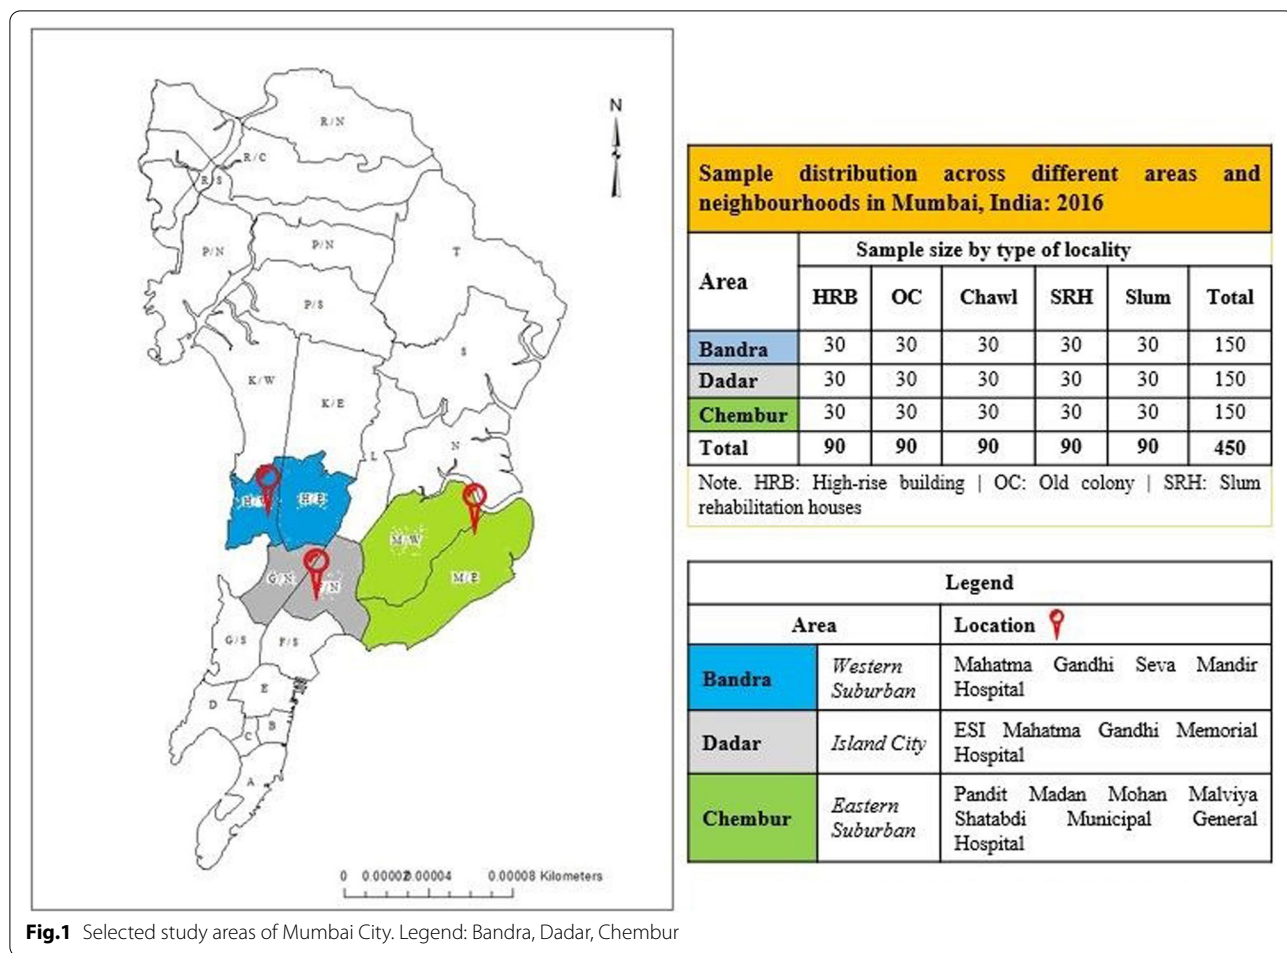 N
R/N
R/C
R/S
P/N
P/N
T
P/S
S
K/W
K/E
N
L
H/E
M/W
G/N
M/E
G/S
F/S
E
D
B
C
A
0 0.00002 0.00004 0.00008 Kilometers
Sample distribution across different areas and
neighbourhoods in Mumbai, India: 2016
Area Sample size by type of locality
HRB OC Chawl SRH Slum Total
Bandra 30 30 30 30 30 150
Dadar 30 30 30 30 30 150
Chembur 30 30 30 30 30 150
Total 90 90 90 90 90 450
Note. HRB: High-rise building | OC: Old colony | SRH: Slum
rehabilitation houses
Legend
Area Location
Bandra Western Suburban Mahatma Gandhi Seva Mandir
Hospital
Dadar Island City ESI Mahatma Gandhi Memorial
Hospital
Chembur Eastern Suburban Pandit Madan Mohan Malviya
Shatabdi Municipal General
Hospital
Fig.1 Selected study areas of Mumbai City. Legend: Bandra, Dadar, Chembur